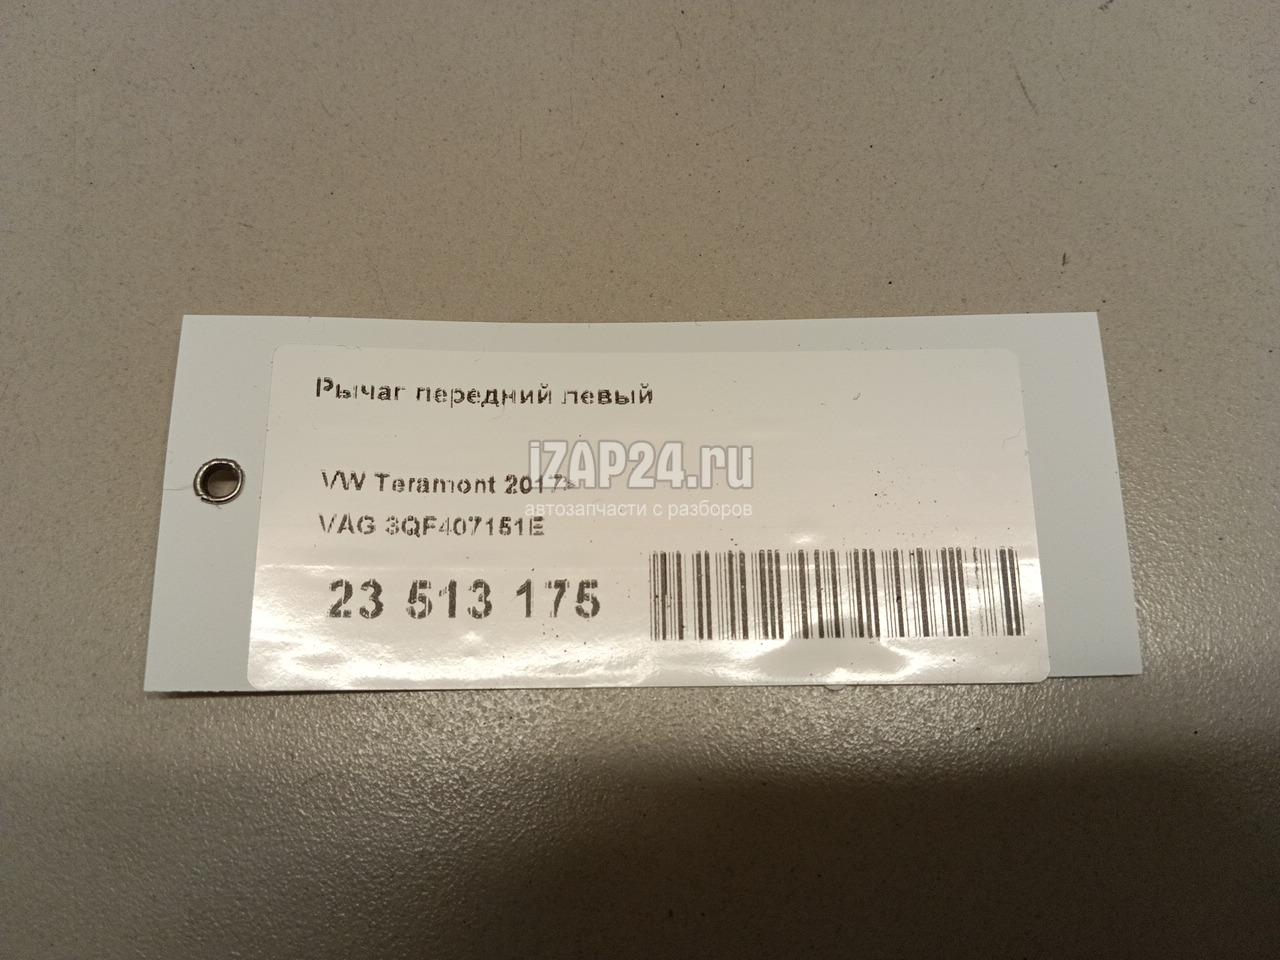 Рычаг передний левый
iZAP24.ru
VW Teramont 2017>
автозапчасти с разборов
VAG 3QF407151E
23 513 175